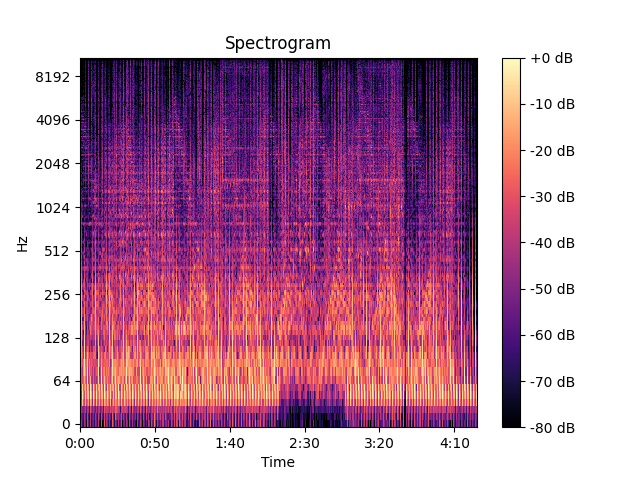 Spectrogram
8192
4096
2048
1024
512
256
128
64
0
Hz
0:00 0:50 1:40 2:30 3:20 4:10
Time
+0 dB
-10 dB
-20 dB
-30 dB
-40 dB
-50 dB
-60 dB
-70 dB
-80 dB